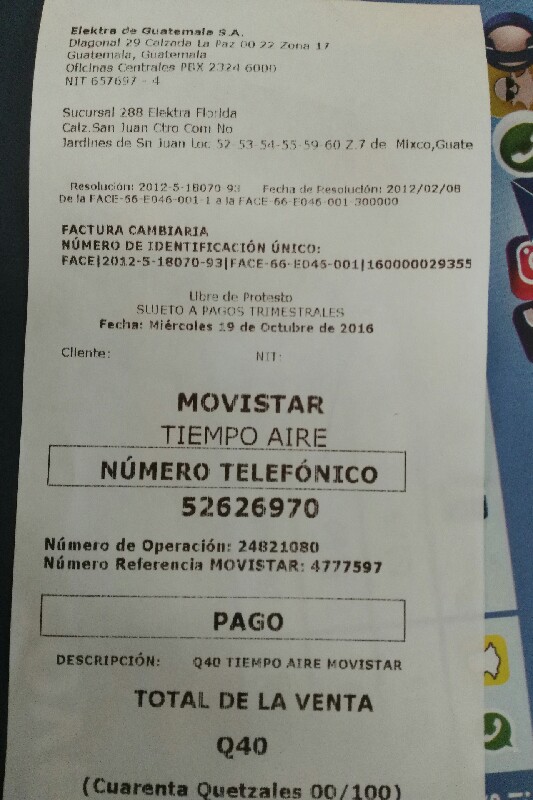 Elektra de Guatemala S.A.
Diagonal 29 Calzada La Paz 00 22 Zona 17
Guatemala, Guatemala
Oficinas Centrales PBX 2324 6000
NIT 657697 - 4
Sucursal 288 Elektra Florida
Calz.San Juan Ctro Com No
Jardines de Sn Juan Loc 52-53-54-55-59-60 Z.7 de Mixco,Guate
Resolución: 2012-5-18070-93 Fecha de Resolución: 2012/02/08
De la FACE-66-E046-001-1 a la FACE-66-E046-001-300000
FACTURA CAMBIARIA
NÚMERO DE IDENTIFICACIÓN ÚNICO:
FACE|2012-5-18070-93|FACE-66-E046-001|160000029355
Libre de Protesto
SUJETO A PAGOS TRIMESTRALES
Fecha: Miércoles 19 de Octubre de 2016
Cliente: NIT:
MOVISTAR
TIEMPO AIRE
NÚMERO TELEFÓNICO
52626970
Número de Operación: 24821080
Número Referencia MOVISTAR: 4777597
PAGO
DESCRIPCIÓN: Q40 TIEMPO AIRE MOVISTAR
TOTAL DE LA VENTA
Q40
(Cuarenta Quetzales 00/100)